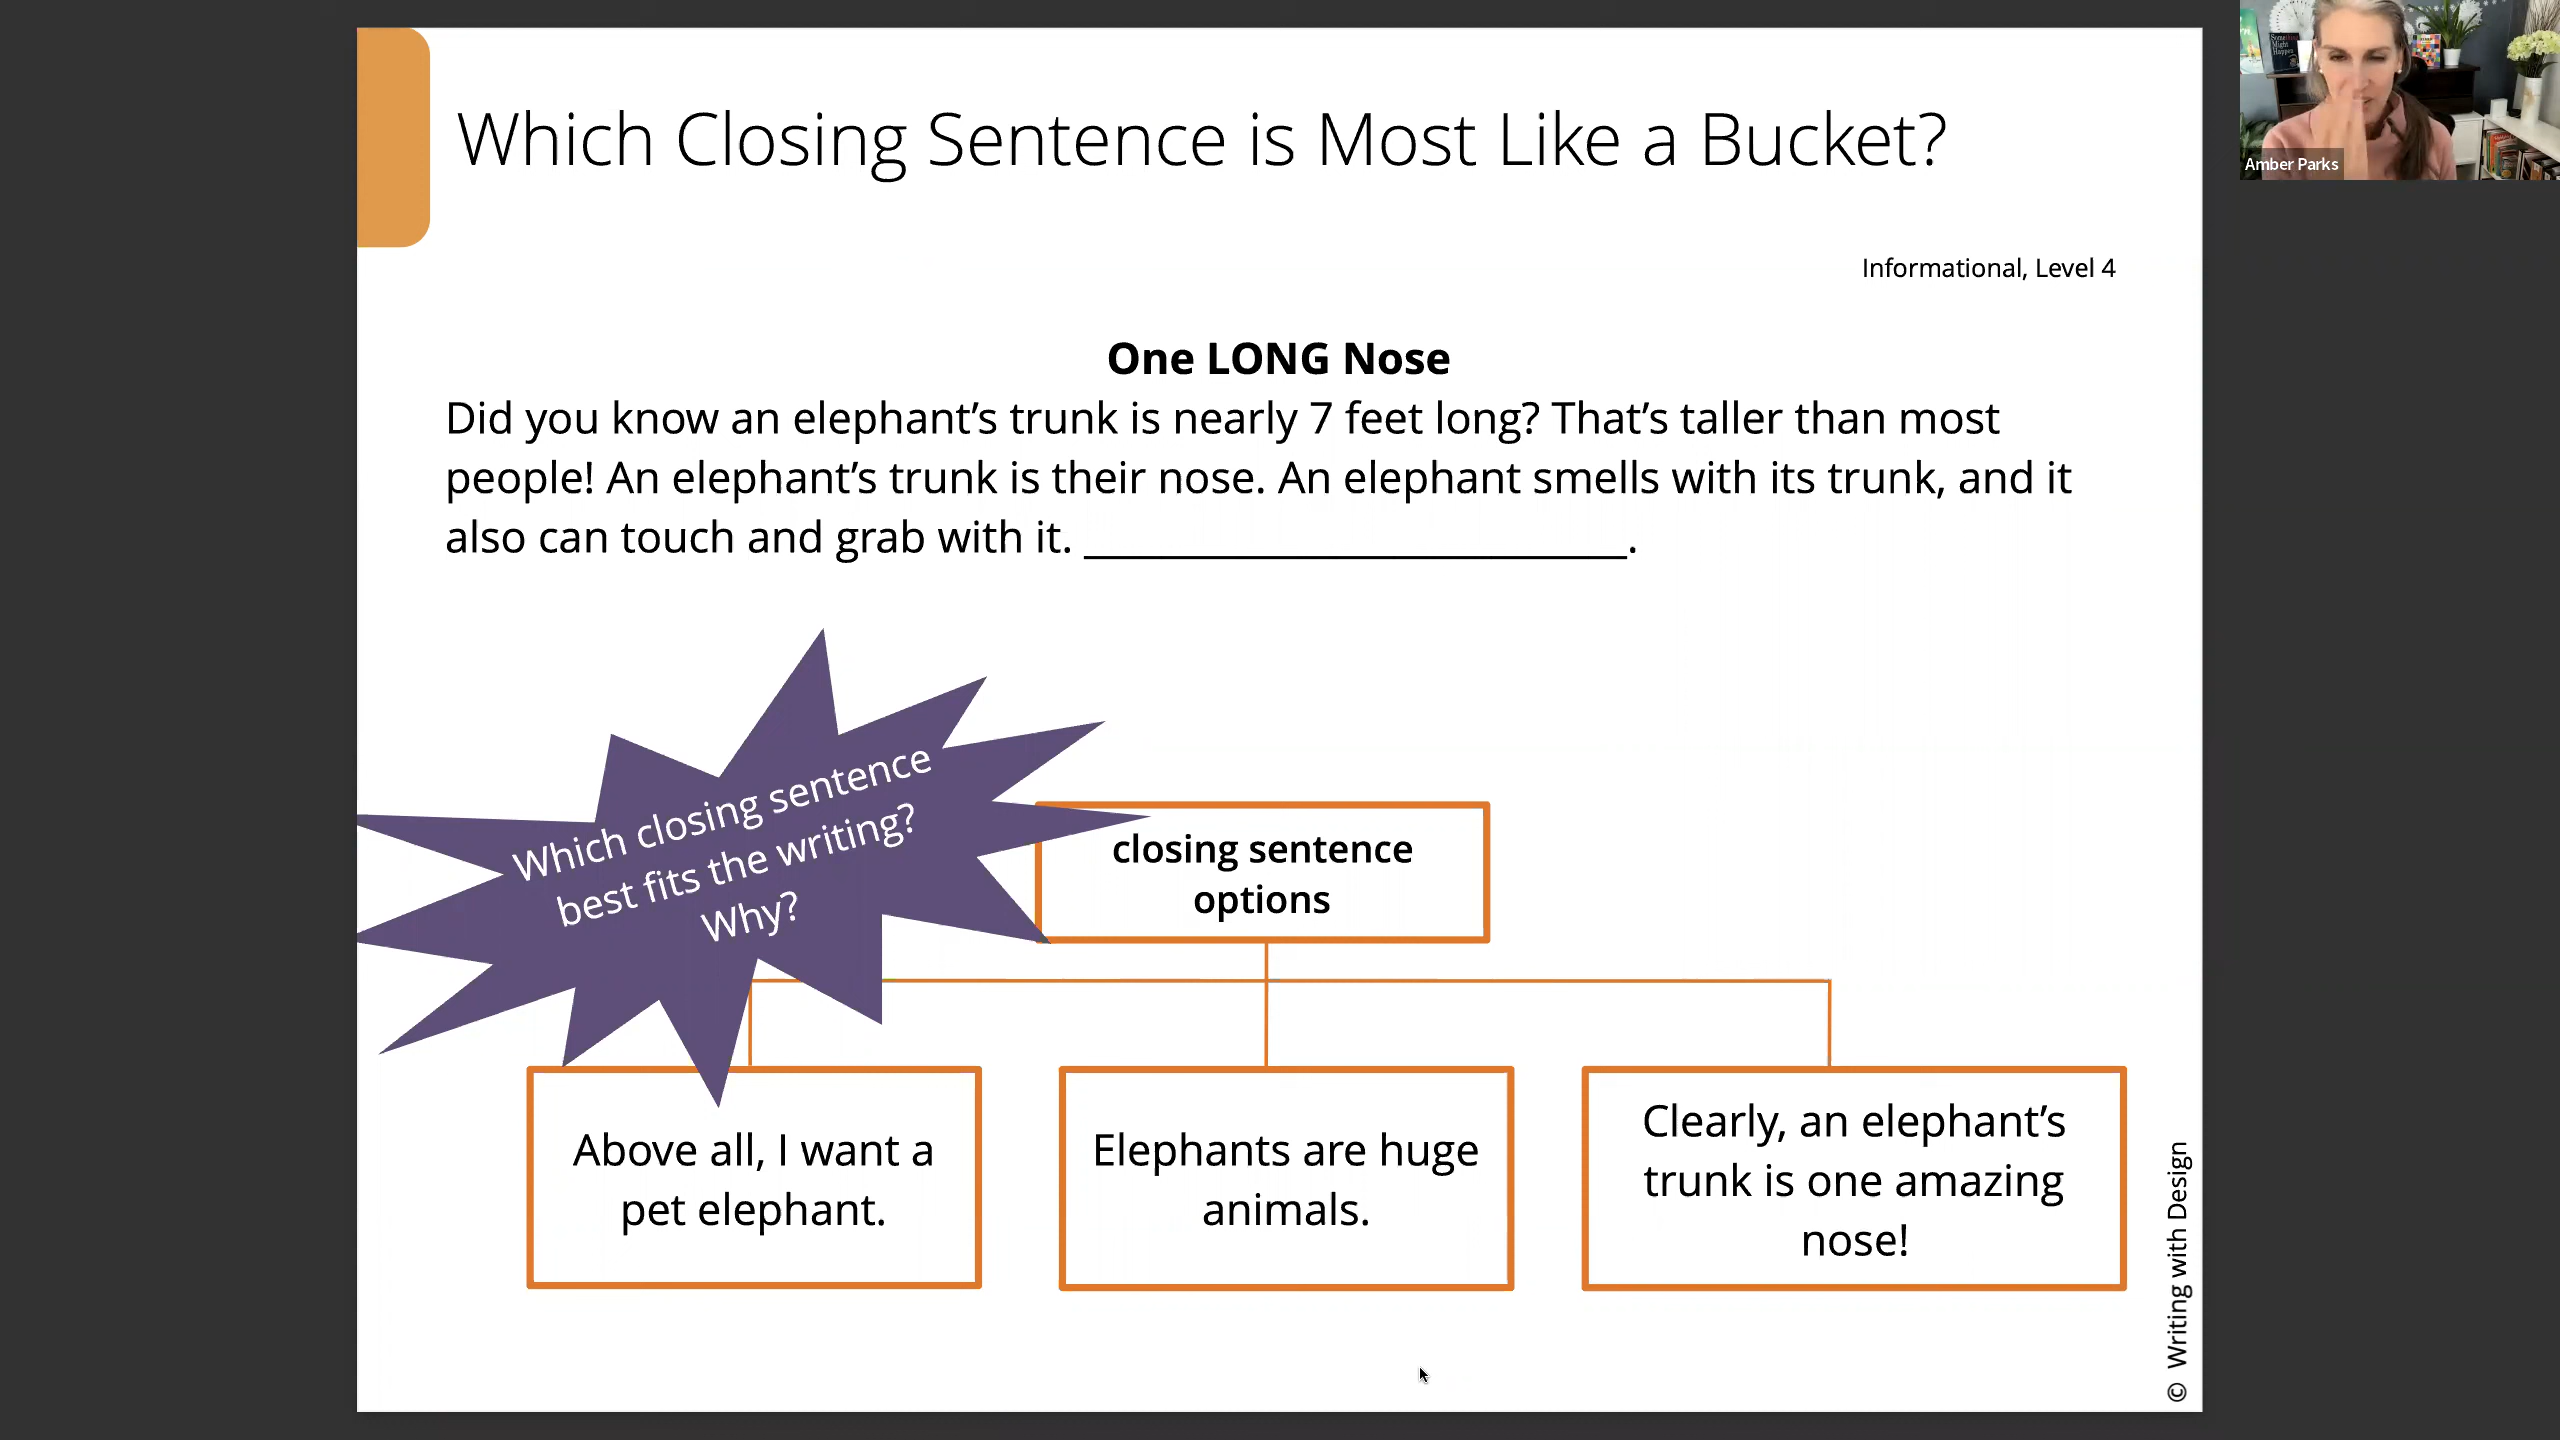 Which Closing Sentence is Most Like a Bucket?
Amber Parks
Informational, Level 4
One LONG Nose
Did you know an elephant’s trunk is nearly 7 feet long? That’s taller than most
people! An elephant’s trunk is their nose. An elephant smells with its trunk, and it
also can touch and grab with it. ______________________.
Which closing sentence
best fits the writing?
Why?
closing sentence
options
Above all, I want a
pet elephant.
Elephants are huge
animals.
Clearly, an elephant’s
trunk is one amazing
nose!
© Writing with Design